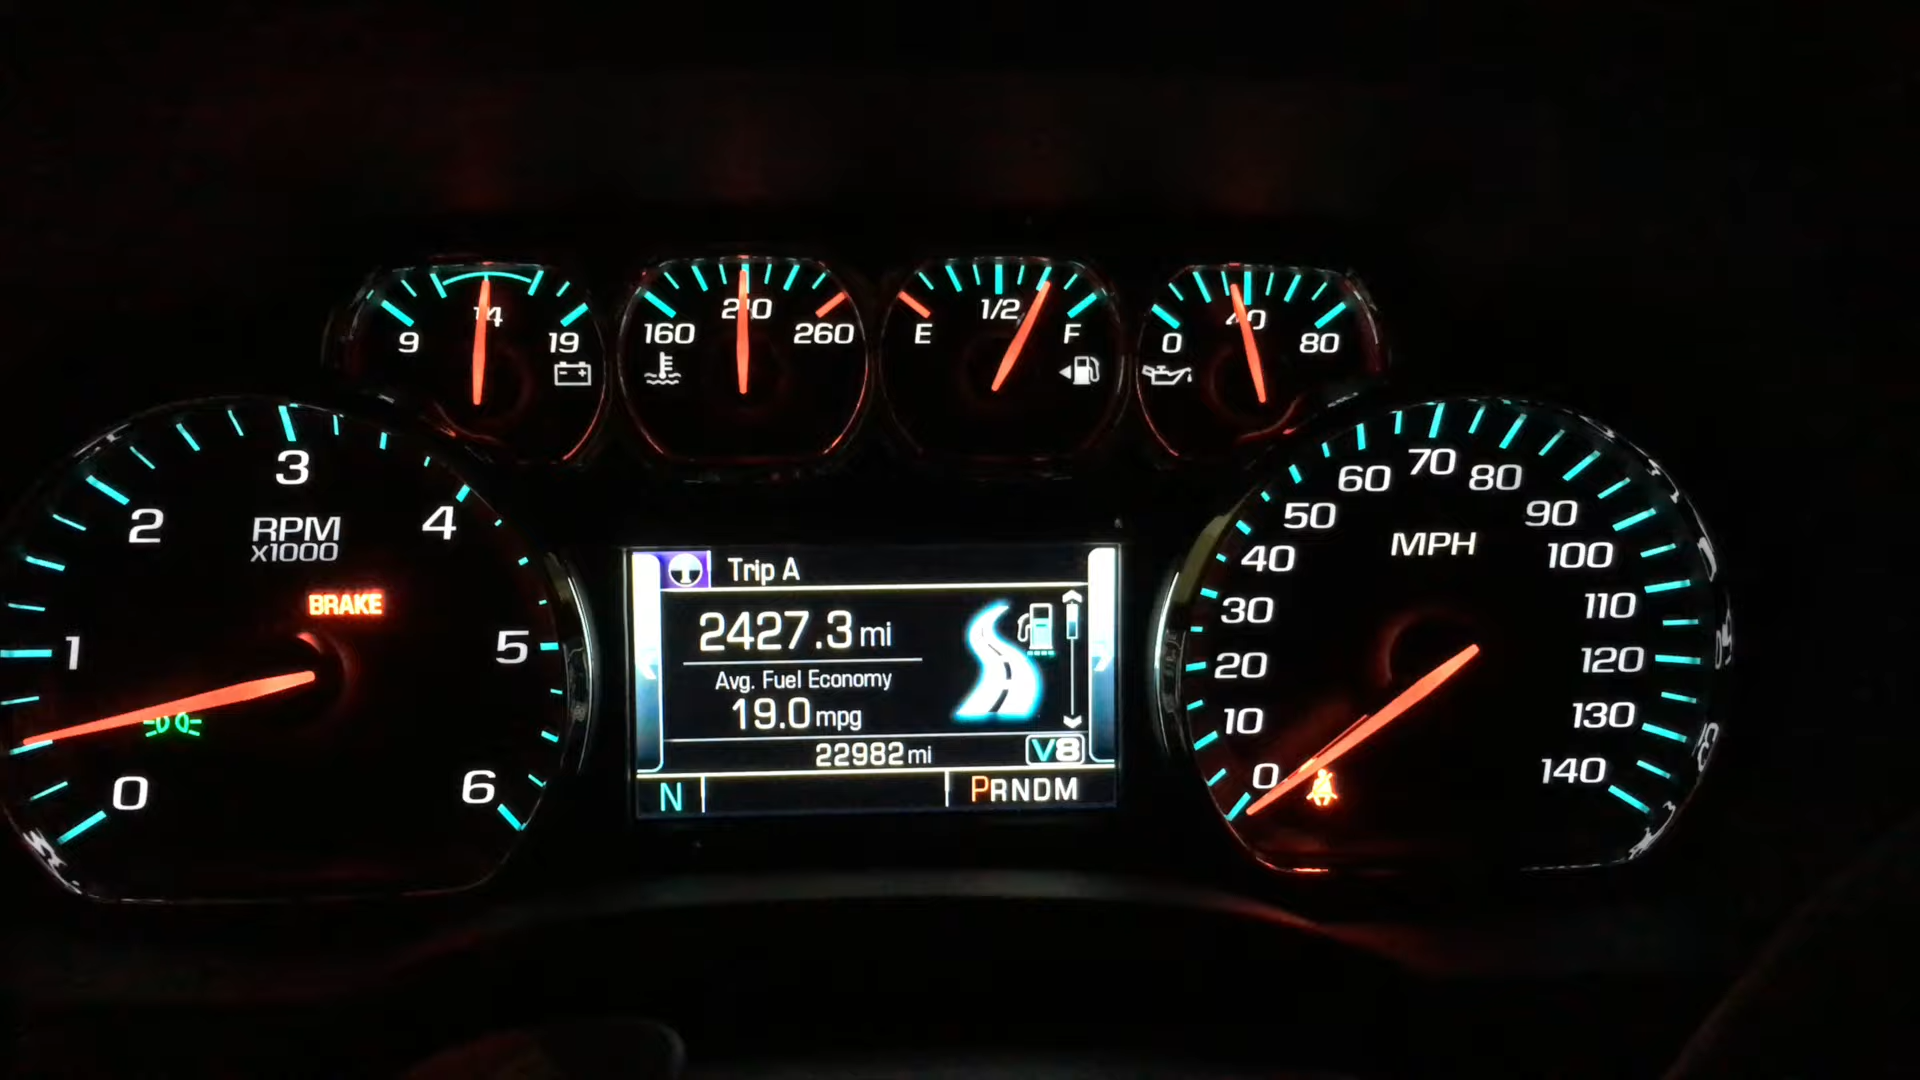 9 14 19
160 210 260
E 1/2 F
0 40 80
0 1 2 3 4 5 6
RPM
x1000
BRAKE
Trip A
2427.3 mi
Avg. Fuel Economy
19.0 mpg
22982 mi
V8
N
PRNDM
MPH
0 10 20 30 40 50 60 70 80 90 100 110 120 130 140